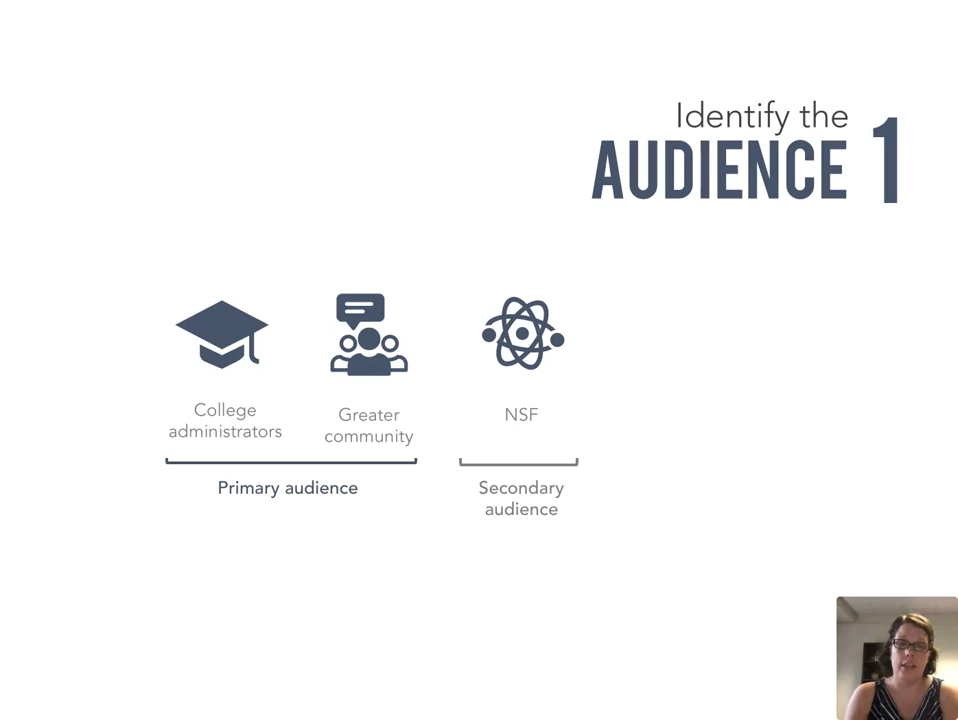 Identify the
AUDIENCE 1
College
administrators
Greater
community
NSF
Primary audience
Secondary
audience